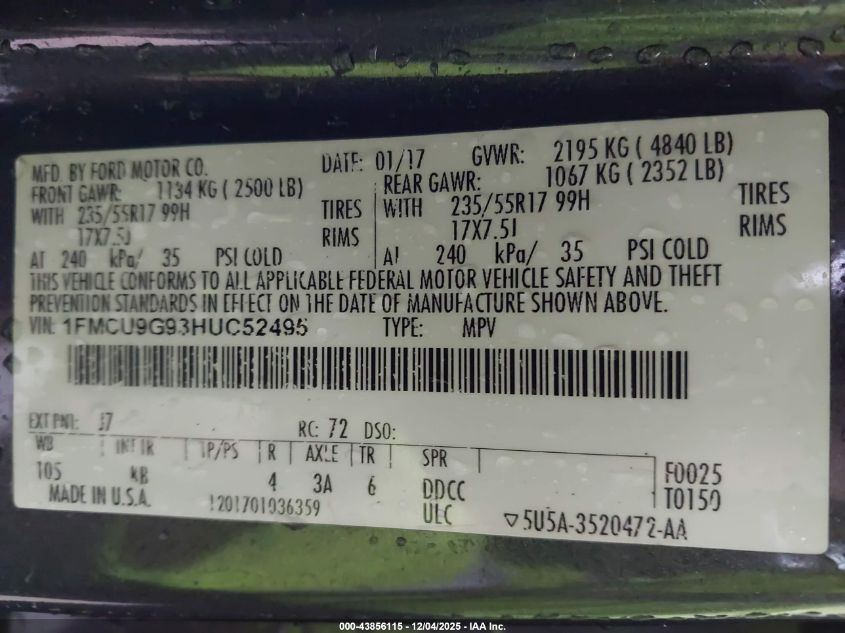 MFD. BY FORD MOTOR CO. DATE: 01/17 GVWR: 2195 KG ( 4840 LB)
FRONT GAWR: 1134 KG ( 2500 LB) REAR GAWR: 1067 KG ( 2352 LB)
WITH 235/55R17 99H TIRES WITH 235/55R17 99H TIRES
17X7.5J RIMS 17X7.5J RIMS
AT 240 kPa/ 35 PSI COLD AT 240 kPa/ 35 PSI COLD
THIS VEHICLE CONFORMS TO ALL APPLICABLE FEDERAL MOTOR VEHICLE SAFETY AND THEFT
PREVENTION STANDARDS IN EFFECT ON THE DATE OF MANUFACTURE SHOWN ABOVE.
VIN: 1FMCU9G93HUC52495 TYPE: MPV
EXT PNT: J7 RC: 72 DSO:
WB INT TR TP/PS R AXLE TR SPR
105 kB 4 3A 6 DDCC F0025
MADE IN U.S.A. 1201701036359 ULC T0150
▽5U5A-3520472-AA
000-43856115 - 12/04/2025 - IAA Inc.